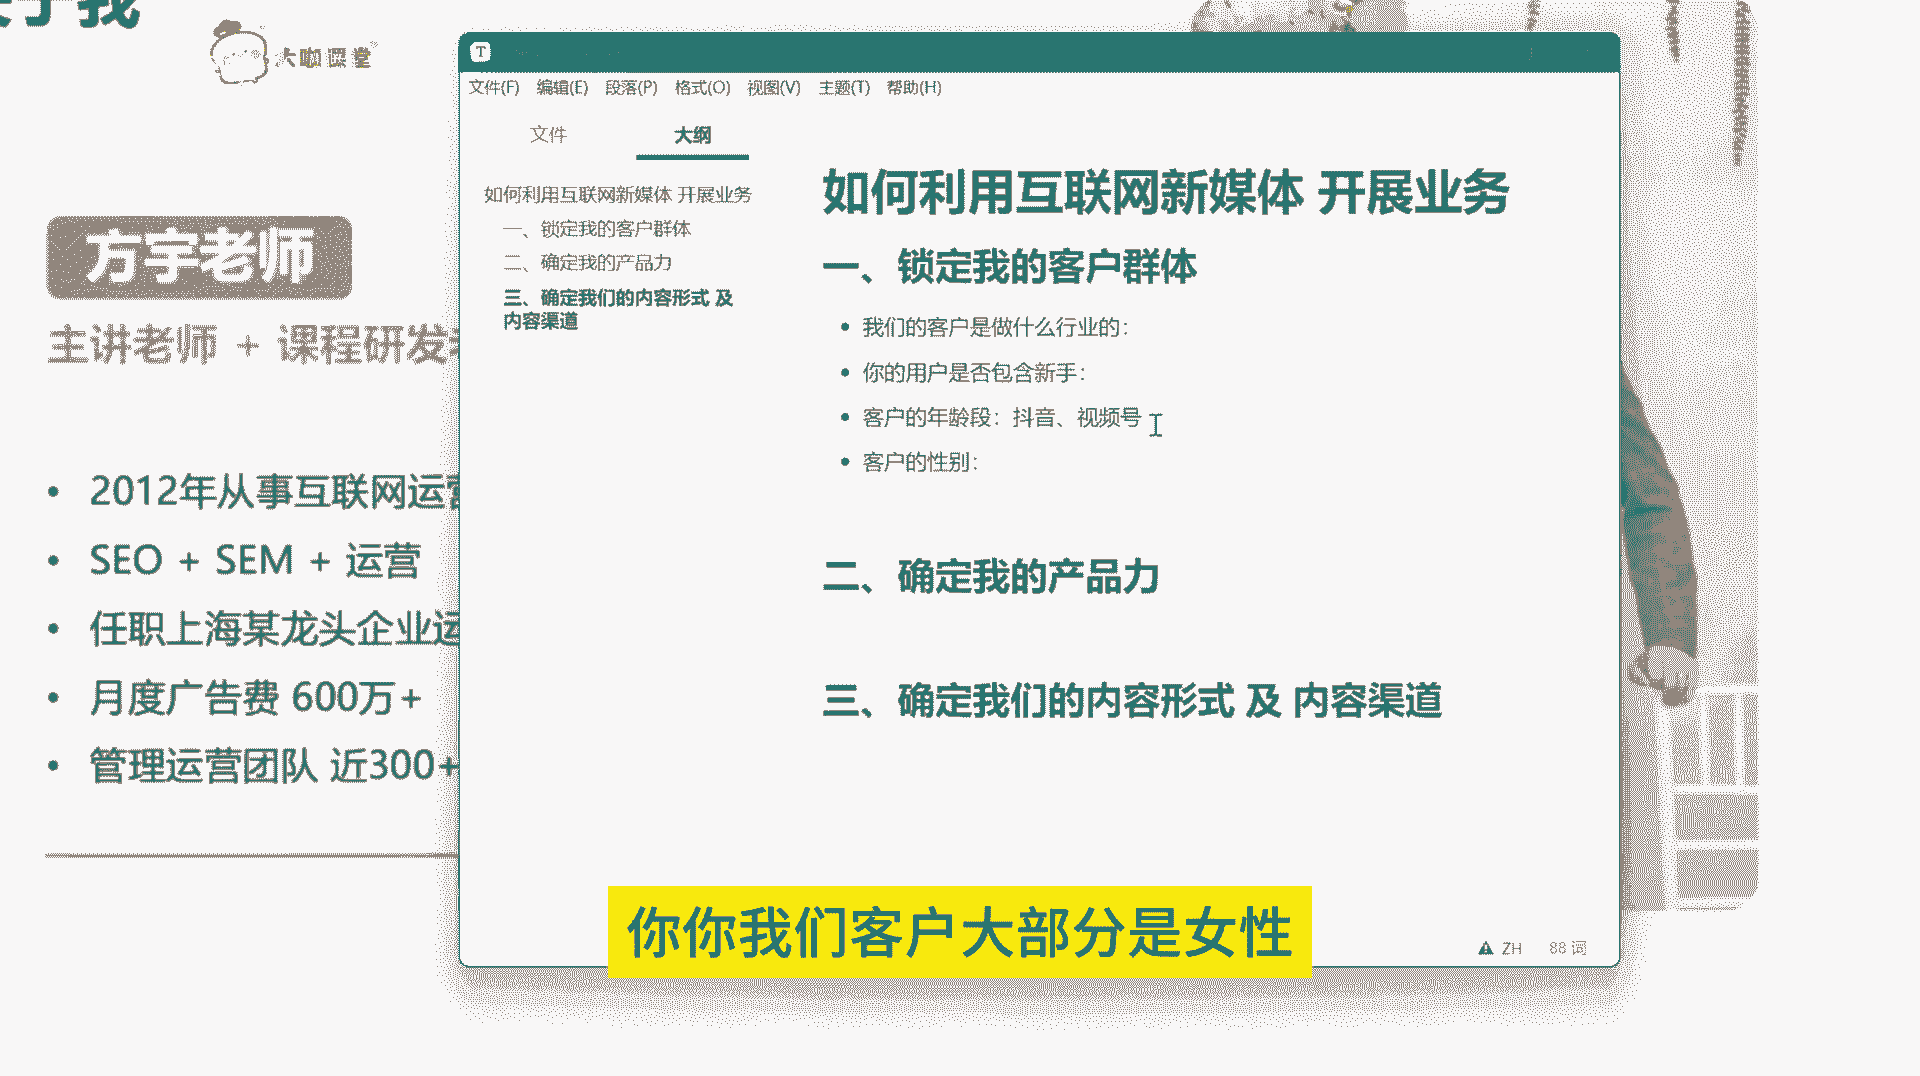 于我
大咖课堂
方宇老师
主讲老师 + 课程研发
2012年从事互联网运营
SEO + SEM + 运营
任职上海某龙头企业运
月度广告费 600万+
管理运营团队 近300+
T
文件(F) 编辑(E) 段落(P) 格式(O) 视图(V) 主题(T) 帮助(H)
文件 大纲
如何利用互联网新媒体 开展业务
一、锁定我的客户群体
二、确定我的产品力
三、确定我们的内容形式 及
内容渠道
如何利用互联网新媒体 开展业务
一、锁定我的客户群体
我们的客户是做什么行业的：
你的用户是否包含新手：
客户的年龄段：抖音、视频号
客户的性别：
二、确定我的产品力
三、确定我们的内容形式 及 内容渠道
ZH 88 词
你你我们客户大部分是女性